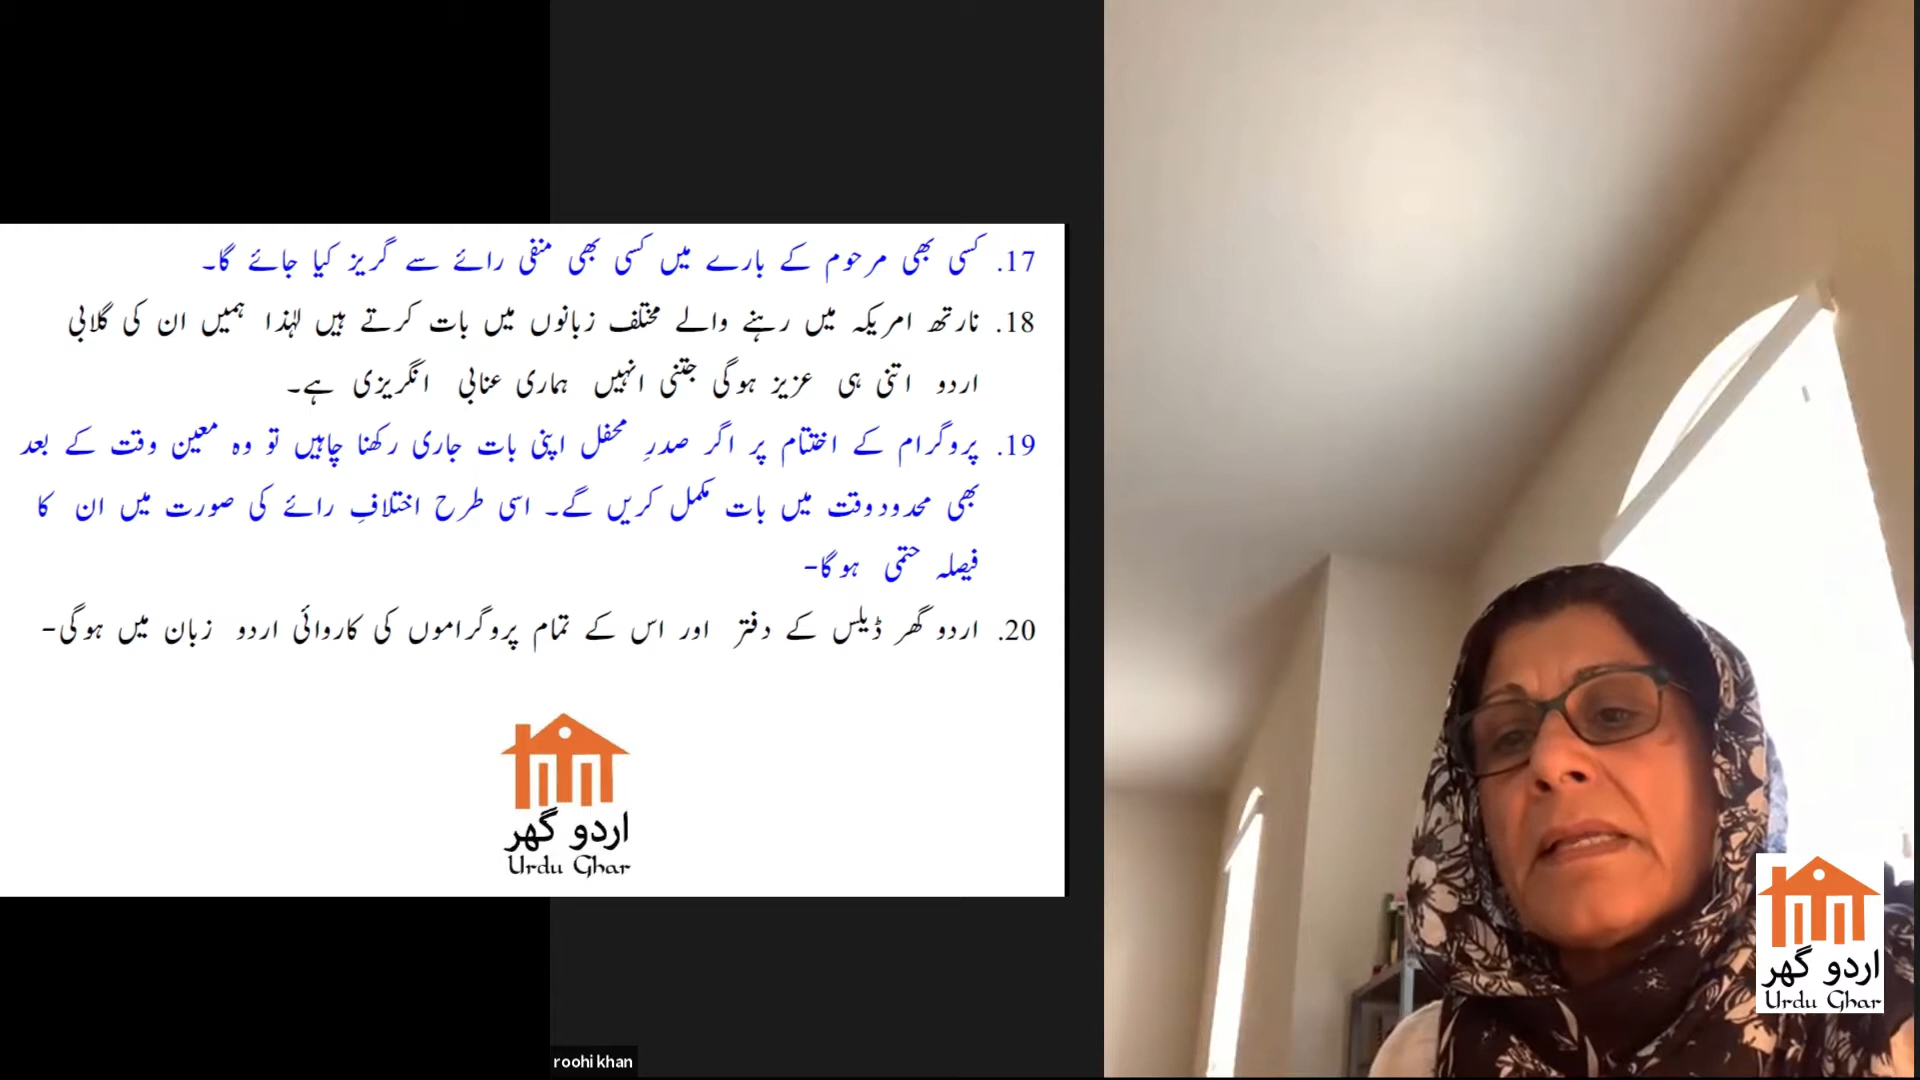 17. کسی بھی مرحوم کے بارے میں کسی بھی منفی رائے سے گریز کیا جائے گا۔
18. نارتھ امریکہ میں رہنے والے مختلف زبانوں میں بات کرتے ہیں لہٰذا ہمیں ان کی گلابی
اردو اتنی ہی عزیز ہوگی جتنی انہیں ہماری عنابی انگریزی ہے۔
19. پروگرام کے اختتام پر اگر صدرِ محفل اپنی بات جاری رکھنا چاہیں تو وہ معین وقت کے بعد
بھی محدود وقت میں بات مکمل کریں گے۔ اسی طرح اختلافِ رائے کی صورت میں ان کا
فیصلہ حتمی ہو گا-
20. اردو گھر ڈیلس کے دفتر اور اس کے تمام پروگراموں کی کاروائی اردو زبان میں ہوگی-
اردو گھر
Urdu Ghar
roohi khan
اردو گھر
Urdu Ghar